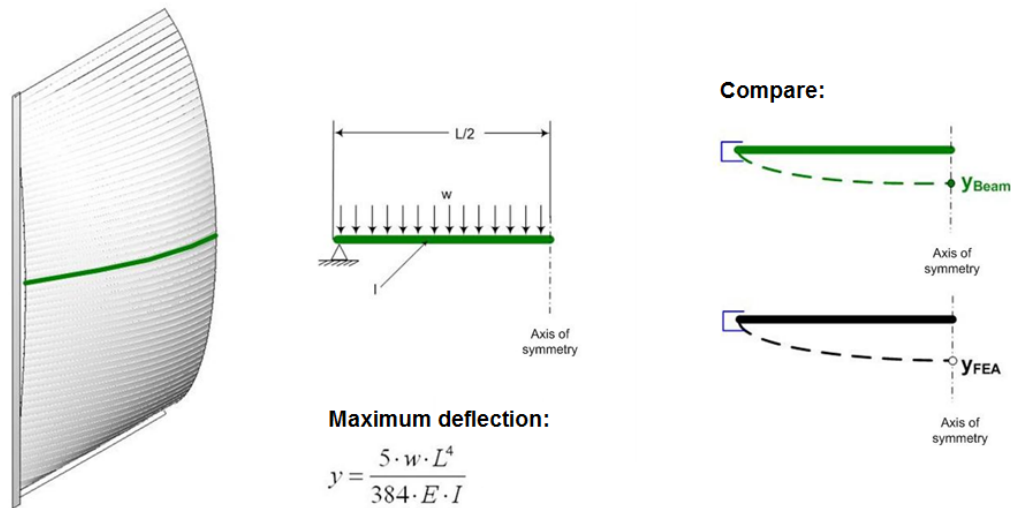 L/2
w
I
Axis of
symmetry
Maximum deflection:
y = 5·w·L⁴ / 384·E·I
Compare:
yBeam
Axis of
symmetry
yFEA
Axis of
symmetry